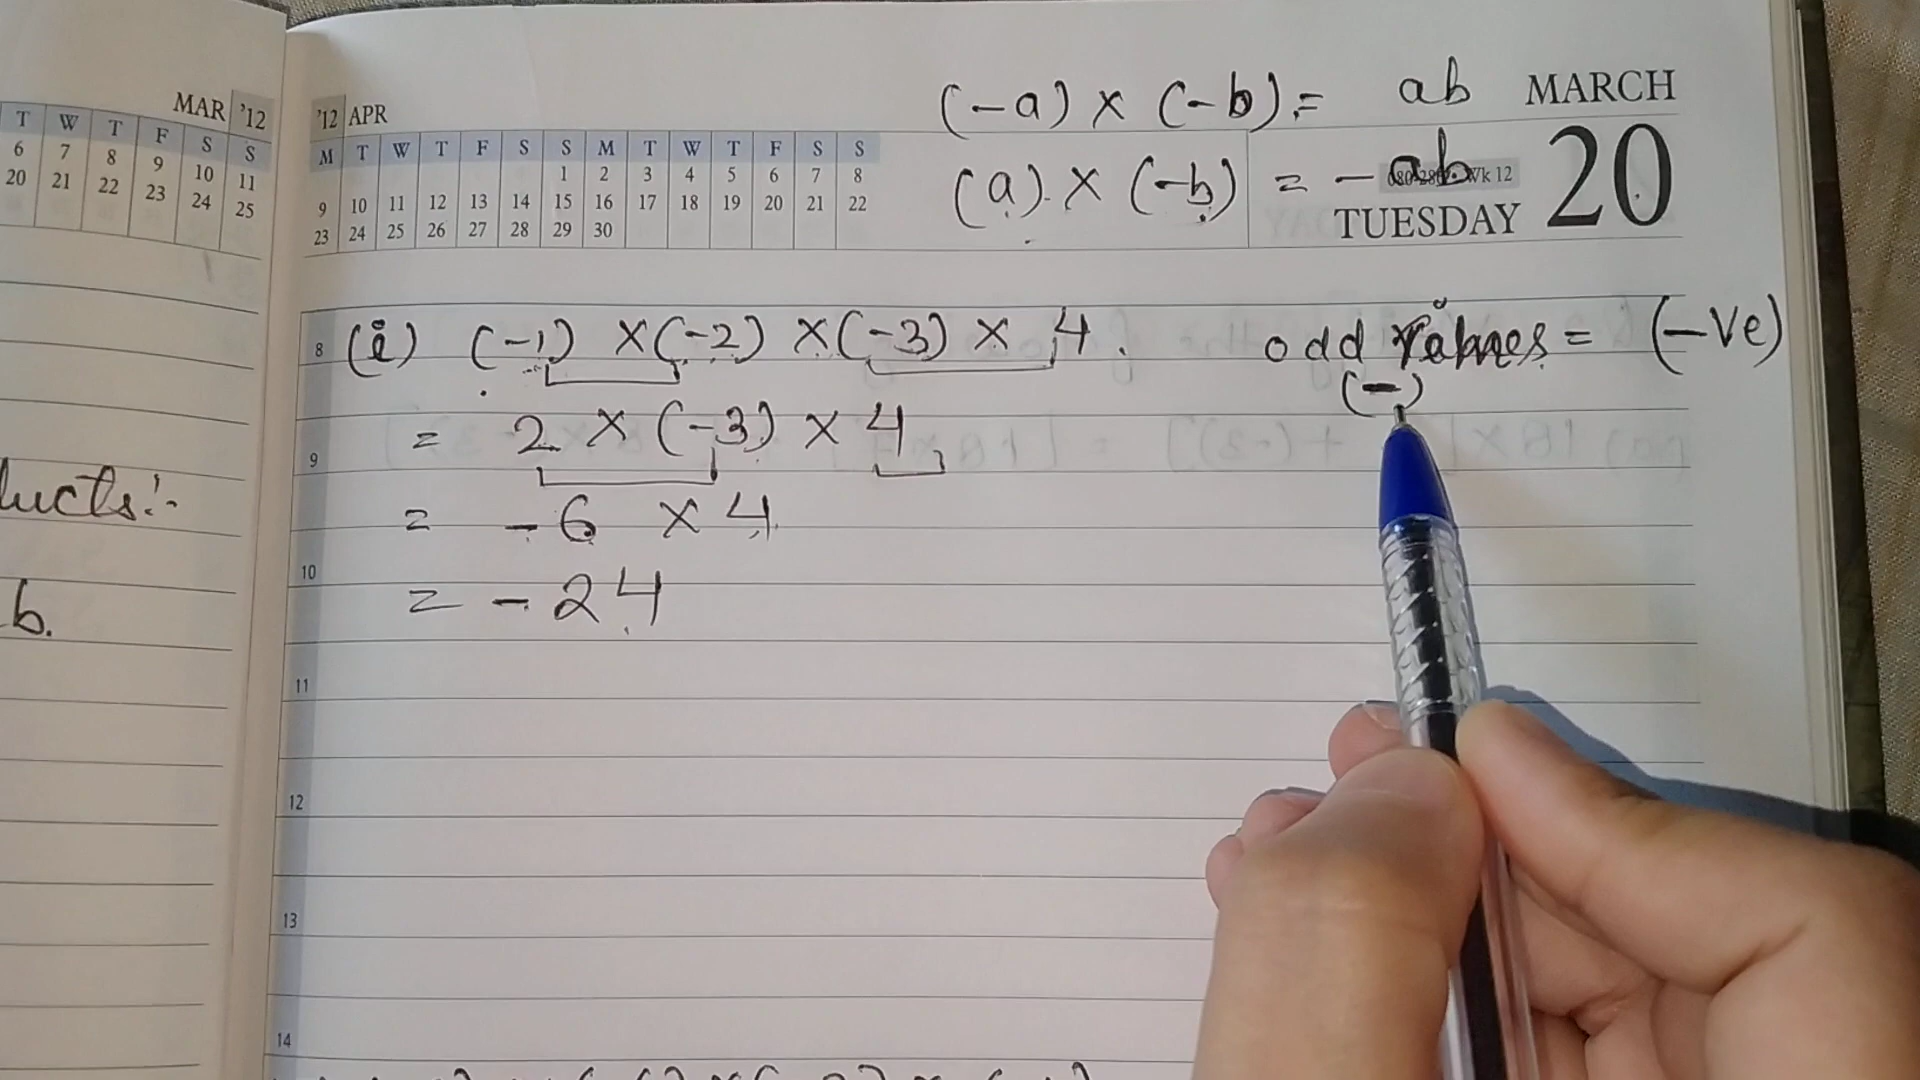 MAR '12
T W T F S S
6 7 8 9 10 11
20 21 22 23 24 25
'12 APR
M T W T F S S M T W T F S S
1 2 3 4 5 6 7 8
9 10 11 12 13 14 15 16 17 18 19 20 21 22
23 24 25 26 27 28 29 30
(-a) × (-b) = ab
MARCH
(a) × (-b) = -ab
Wk 12
TUESDAY 20
8 (i) (-1) × (-2) × (-3) × 4. odd = (-ve)
(-)
= 2 × (-3) × 4
9
= -6 × 4
10
= -24
11
12
13
14
ducts:-
b.